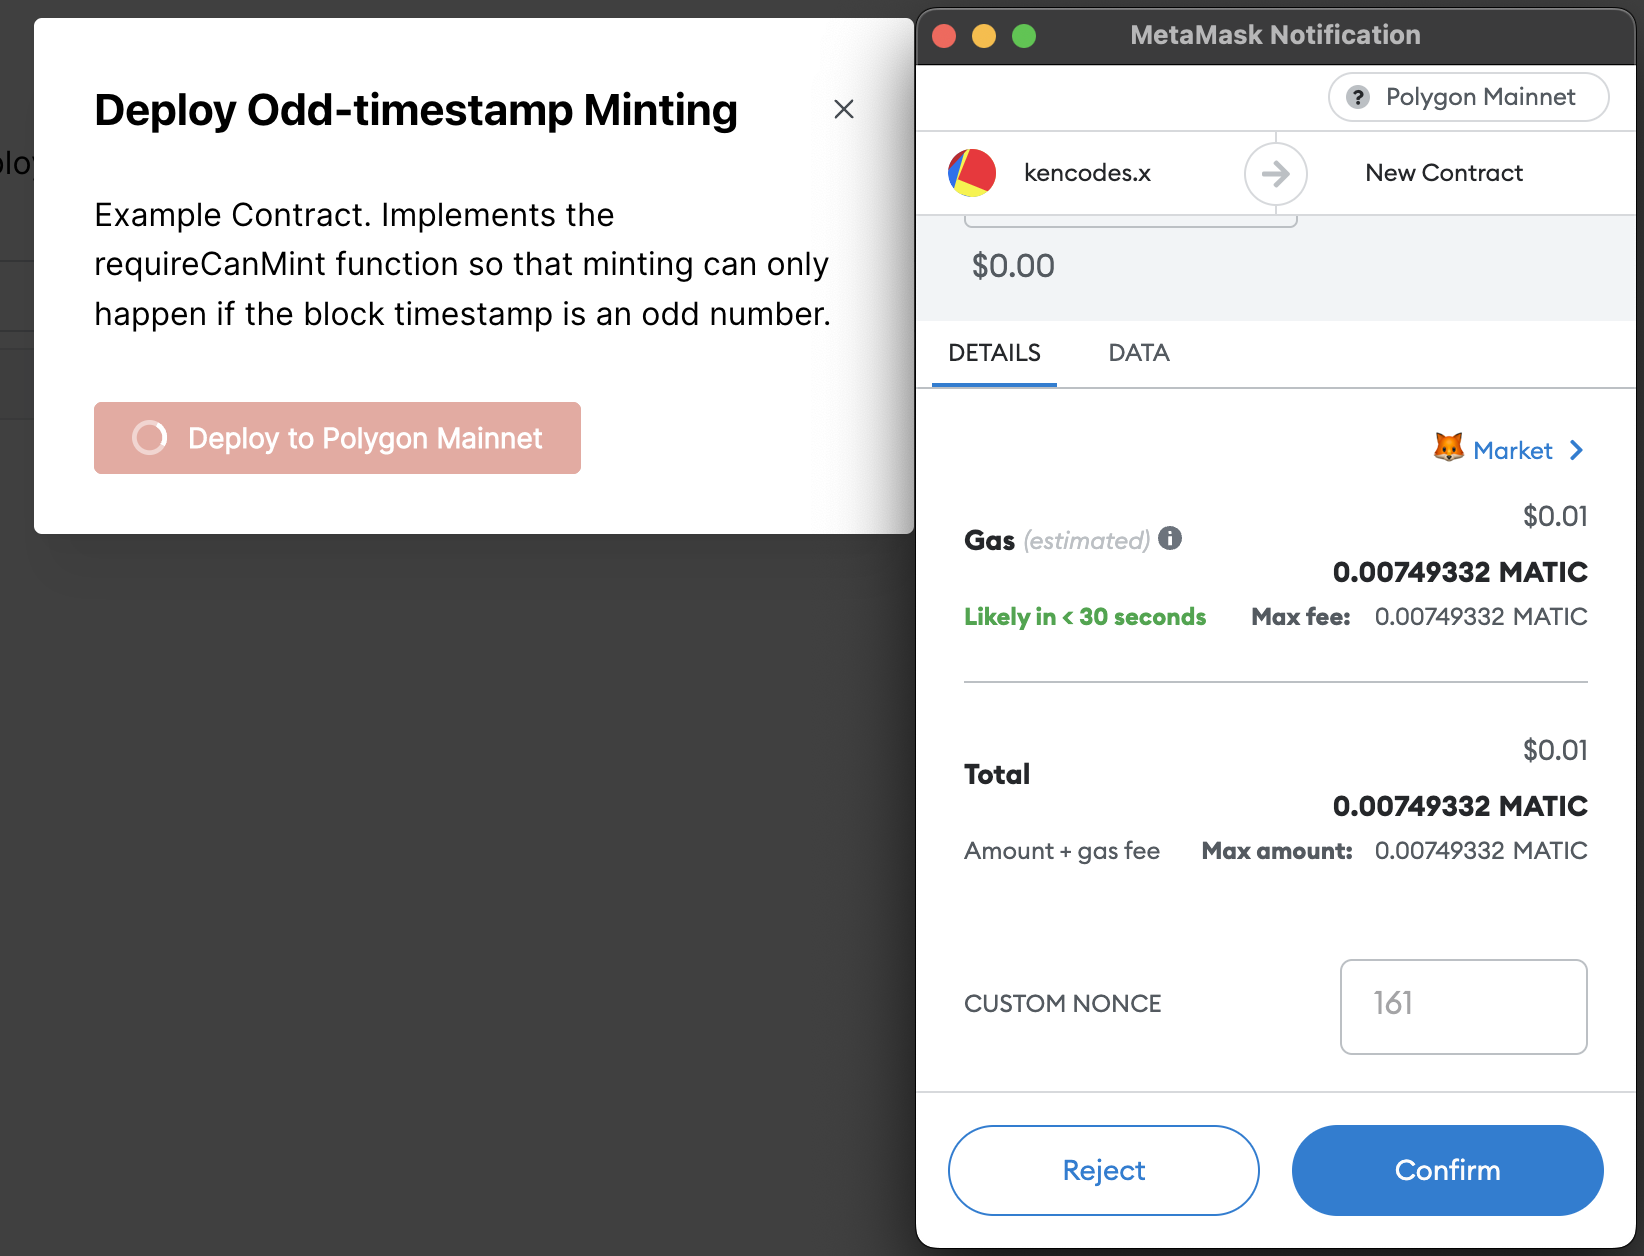 Deploy Odd-timestamp Minting
Example Contract. Implements the
requireCanMint function so that minting can only
happen if the block timestamp is an odd number.
Deploy to Polygon Mainnet
MetaMask Notification
? Polygon Mainnet
kencodes.x
New Contract
$0.00
DETAILS DATA
Market
$0.01
Gas (estimated)
0.00749332 MATIC
Likely in < 30 seconds Max fee: 0.00749332 MATIC
$0.01
Total
0.00749332 MATIC
Amount + gas fee Max amount: 0.00749332 MATIC
CUSTOM NONCE 161
Reject Confirm